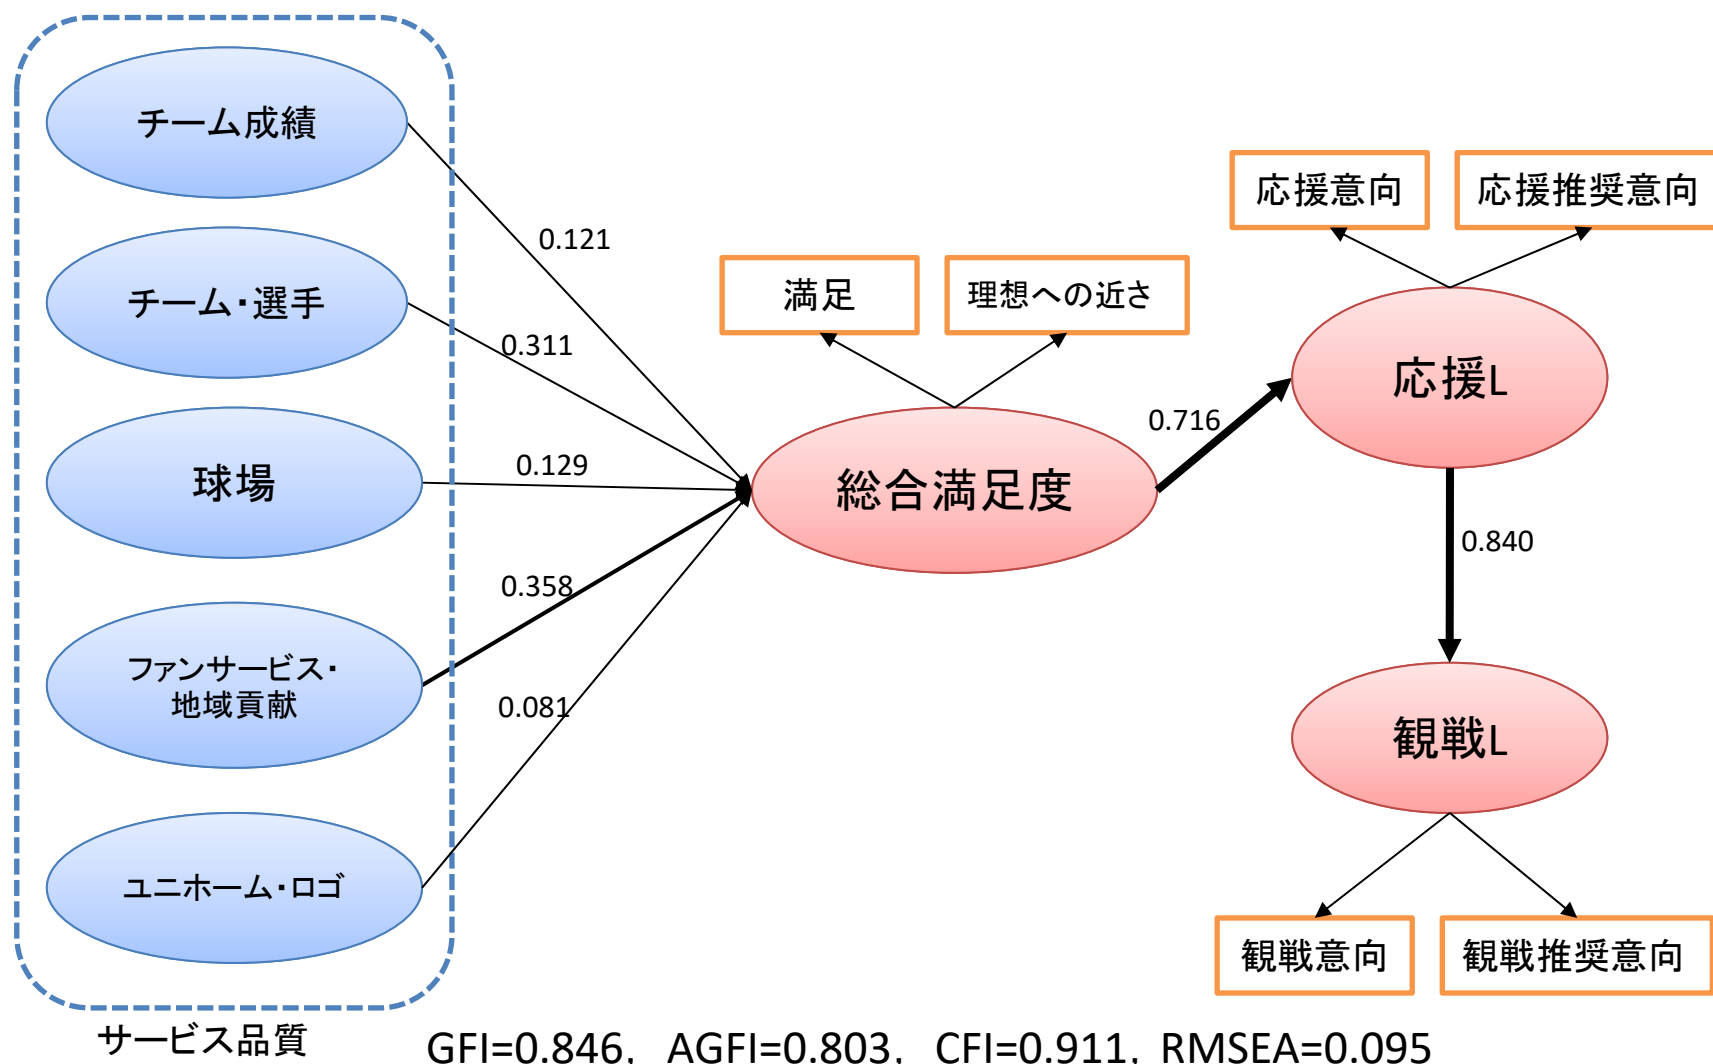 チーム成績
チーム・選手
球場
ファンサービス・
地域貢献
ユニホーム・ロゴ
サービス品質
0.121
0.311
0.129
0.358
0.081
満足
理想への近さ
総合満足度
0.716
応援意向
応援推奨意向
応援L
0.840
観戦L
観戦意向
観戦推奨意向
GFI=0.846, AGFI=0.803, CFI=0.911, RMSEA=0.095